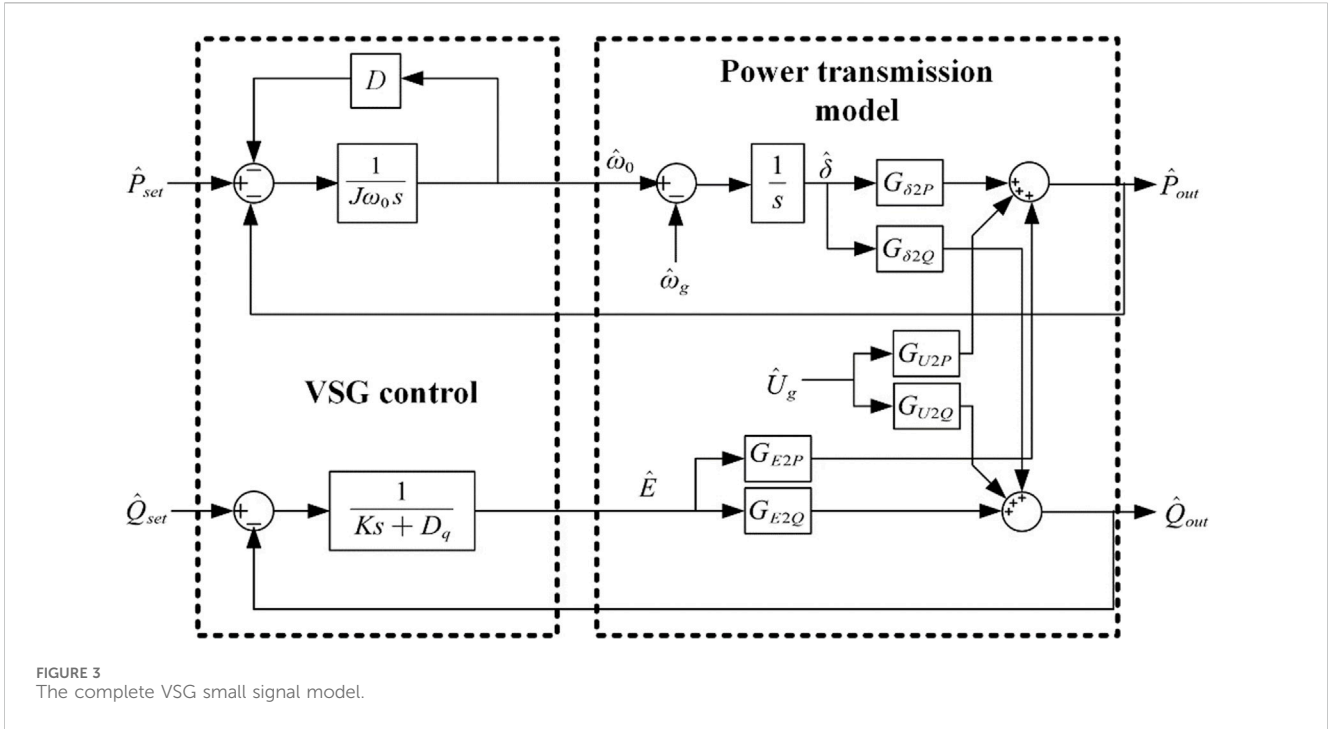 Power transmission
model
D
P̂set
+
−
−
1
Jω0 s
ω̂0
+
−
ω̂g
1
s
δ̂
Gδ2P
Gδ2Q
+
+
+
P̂out
VSG control
Ûg
GU2P
GU2Q
Q̂set
+
−
1
Ks + Dq
Ê
GE2P
GE2Q
+
+
+
Q̂out
FIGURE 3
The complete VSG small signal model.